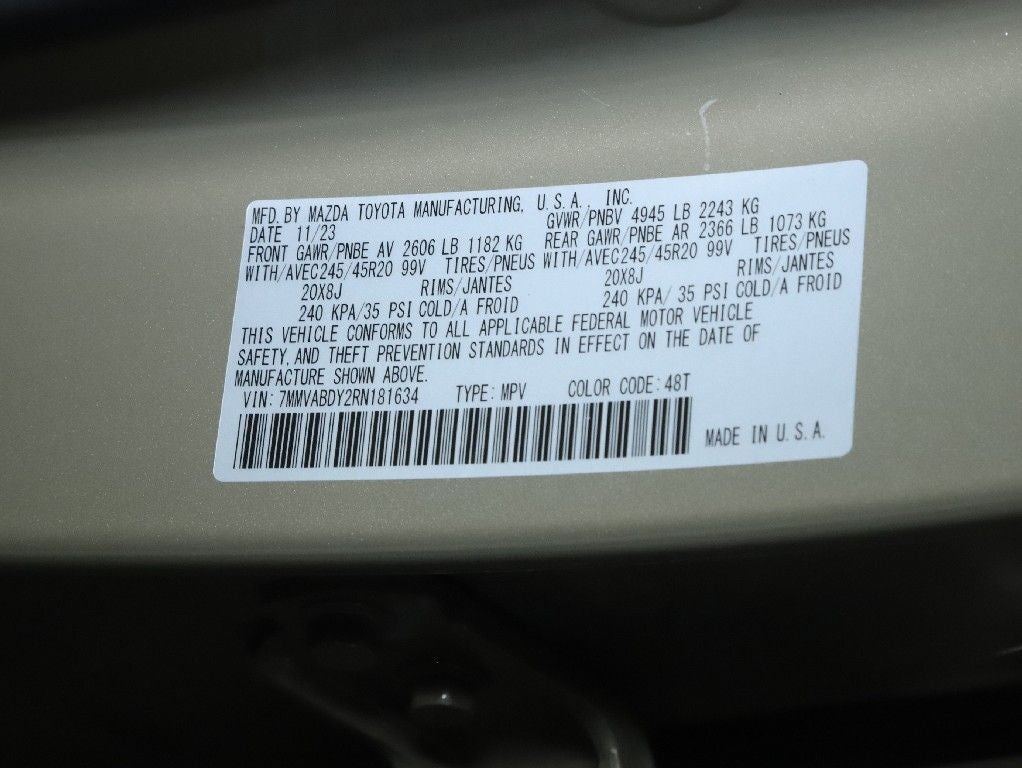 MFD. BY MAZDA TOYOTA MANUFACTURING, U.S.A., INC.
DATE 11/23 GVWR/PNBV 4945 LB 2243 KG
FRONT GAWR/PNBE AV 2606 LB 1182 KG REAR GAWR/PNBE AR 2366 LB 1073 KG
WITH/AVEC245/45R20 99V TIRES/PNEUS WITH/AVEC245/45R20 99V TIRES/PNEUS
20X8J RIMS/JANTES 20X8J RIMS/JANTES
240 KPA/35 PSI COLD/A FROID 240 KPA/ 35 PSI COLD/A FROID
THIS VEHICLE CONFORMS TO ALL APPLICABLE FEDERAL MOTOR VEHICLE
SAFETY, AND THEFT PREVENTION STANDARDS IN EFFECT ON THE DATE OF
MANUFACTURE SHOWN ABOVE.
VIN: 7MMVABDY2RN181634 TYPE: MPV COLOR CODE: 48T
MADE IN U.S.A.